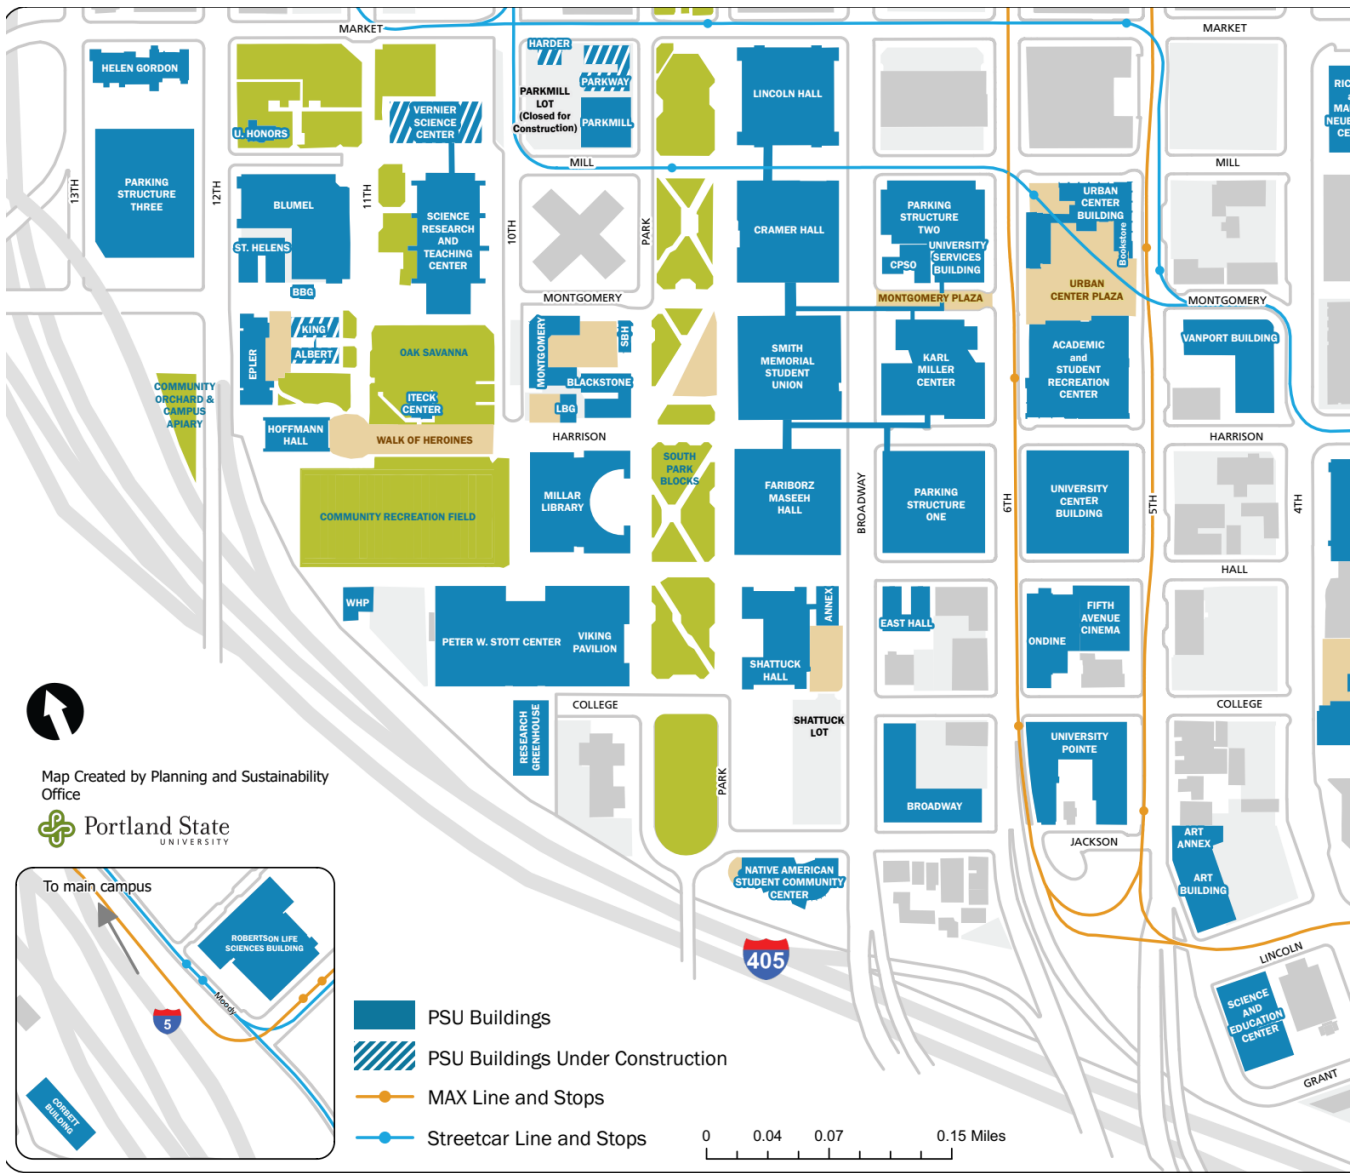 MARKET
MARKET
HELEN GORDON
HARDER
PARKWAY
PARKMILL
LOT
(Closed for
Construction)
PARKMILL
VERNIER
SCIENCE
CENTER
U. HONORS
LINCOLN HALL
MILL
MILL
13TH
PARKING
STRUCTURE
THREE
12TH
BLUMEL
11TH
ST. HELENS
BBG
SCIENCE
RESEARCH
AND
TEACHING
CENTER
10TH
PARK
CRAMER HALL
PARKING
STRUCTURE
TWO
CPSO
UNIVERSITY
SERVICES
BUILDING
URBAN
CENTER
BUILDING
Bookstore
URBAN
CENTER PLAZA
MONTGOMERY
MONTGOMERY PLAZA
MONTGOMERY
EPLER
KING
ALBERT
OAK SAVANNA
ITECK
CENTER
MONTGOMERY
SBH
BLACKSTONE
LBG
SMITH
MEMORIAL
STUDENT
UNION
KARL
MILLER
CENTER
ACADEMIC
and
STUDENT
RECREATION
CENTER
VANPORT BUILDING
COMMUNITY
ORCHARD &
CAMPUS
APIARY
HOFFMANN
HALL
WALK OF HEROINES
HARRISON
HARRISON
COMMUNITY RECREATION FIELD
MILLAR
LIBRARY
SOUTH
PARK
BLOCKS
FARIBORZ
MASEEH
HALL
BROADWAY
PARKING
STRUCTURE
ONE
6TH
UNIVERSITY
CENTER
BUILDING
5TH
4TH
HALL
WHP
PETER W. STOTT CENTER
VIKING
PAVILION
SHATTUCK
HALL
ANNEX
EAST HALL
ONDINE
FIFTH
AVENUE
CINEMA
COLLEGE
COLLEGE
RESEARCH
GREENHOUSE
PARK
SHATTUCK
LOT
BROADWAY
UNIVERSITY
POINTE
JACKSON
ART
ANNEX
ART
BUILDING
NATIVE AMERICAN
STUDENT COMMUNITY
CENTER
405
LINCOLN
SCIENCE
AND
EDUCATION
CENTER
GRANT
Map Created by Planning and Sustainability
Office
Portland State
UNIVERSITY
To main campus
ROBERTSON LIFE
SCIENCES BUILDING
Moody
5
CORBETT
BUILDING
PSU Buildings
PSU Buildings Under Construction
MAX Line and Stops
Streetcar Line and Stops
0 0.04 0.07 0.15 Miles